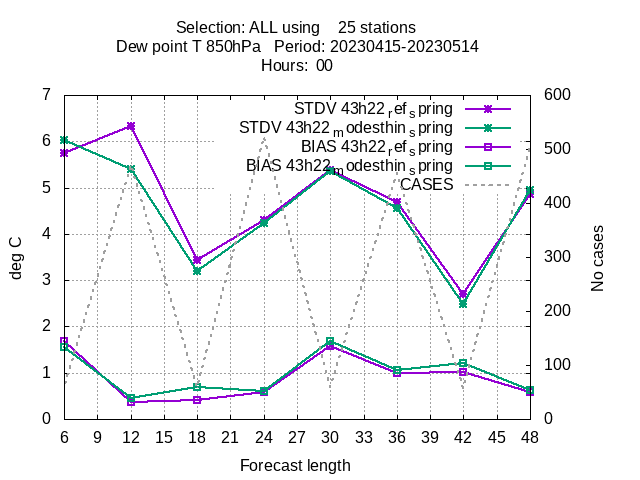 Selection: ALL using    25 stations
Dew point T 850hPa   Period: 20230415-20230514
Hours:  00
STDV 43h22_ref_spring
STDV 43h22_modesthin_spring
BIAS 43h22_ref_spring
BIAS 43h22_modesthin_spring
CASES
deg C
No cases
7
6
5
4
3
2
1
0
600
500
400
300
200
100
0
6 9 12 15 18 21 24 27 30 33 36 39 42 45 48
Forecast length